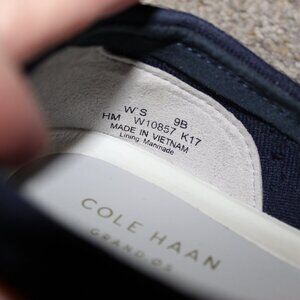 W'S 9B
HM W10857 K17
MADE IN VIETNAM
Lining Manmade
COLE HAAN
GRAND.OS